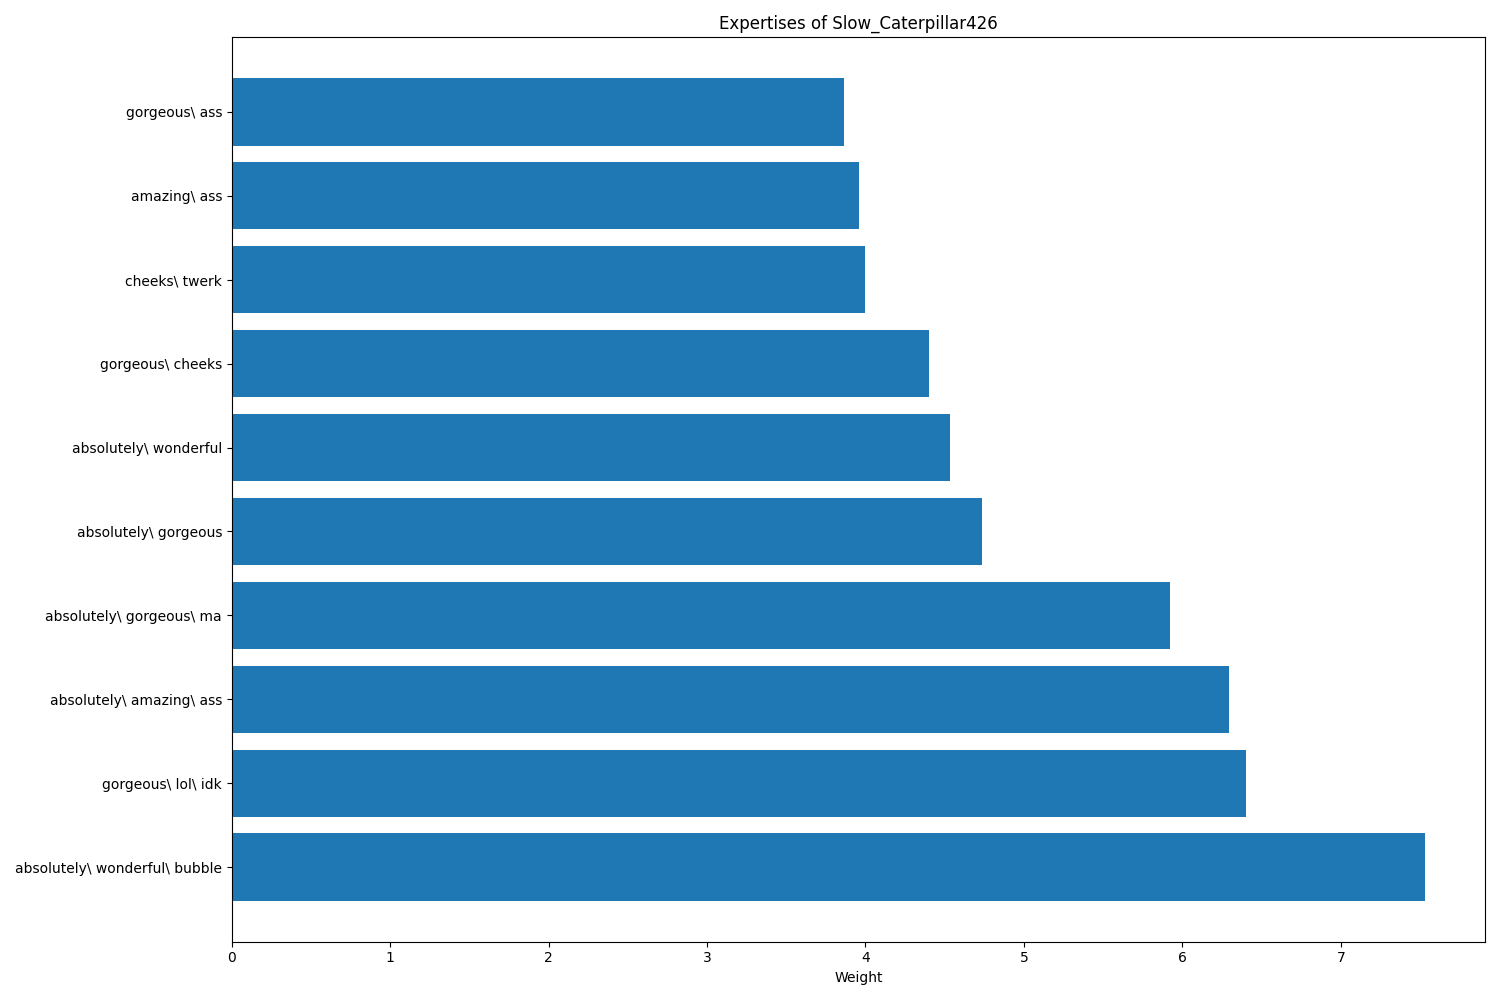 Expertises of Slow_Caterpillar426
gorgeous\ ass
amazing\ ass
cheeks\ twerk
gorgeous\ cheeks
absolutely\ wonderful
absolutely\ gorgeous
absolutely\ gorgeous\ ma
absolutely\ amazing\ ass
gorgeous\ lol\ idk
absolutely\ wonderful\ bubble
0 1 2 3 4 5 6 7
Weight